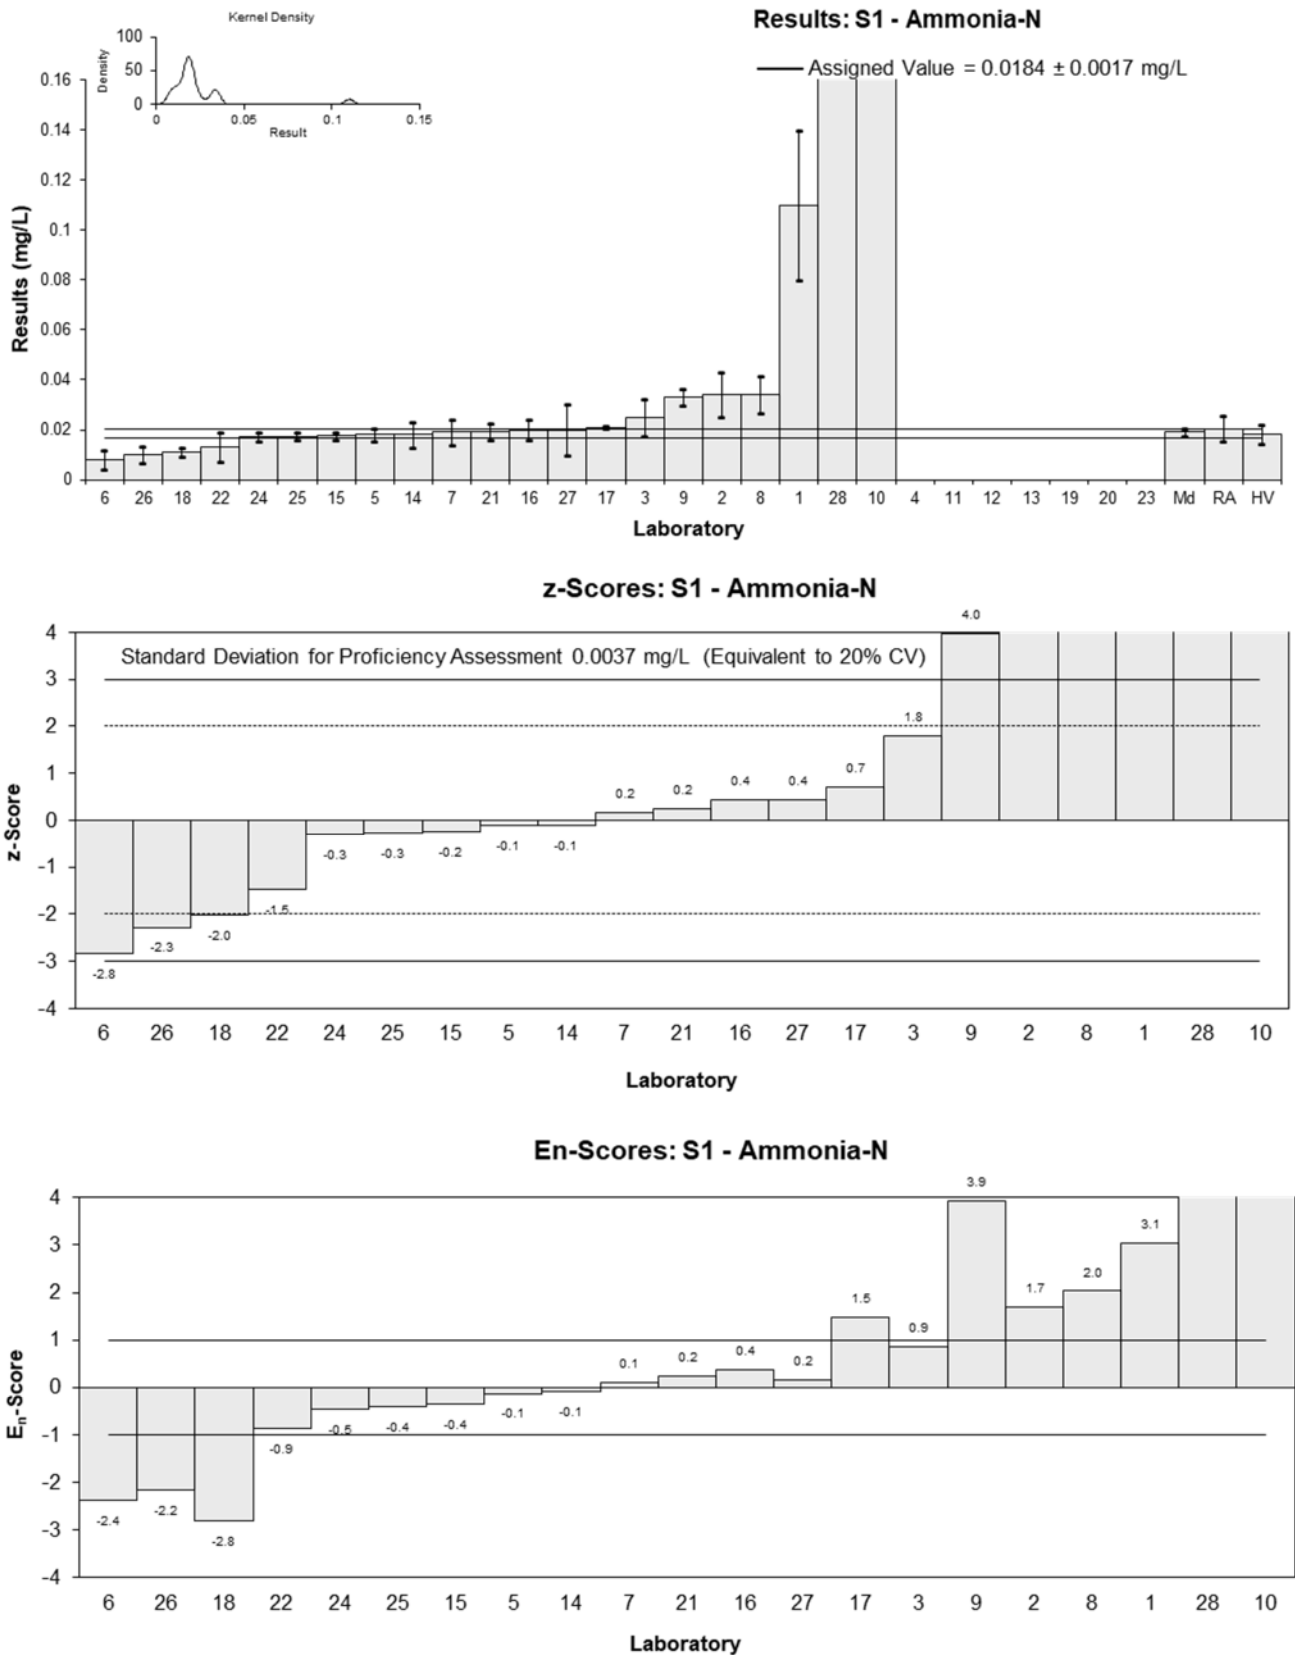 Kernel Density
Results: S1 - Ammonia-N
100
50
0
Density
0 0.05 0.1 0.15
Result
Assigned Value = 0.0184 ± 0.0017 mg/L
0.16
0.14
0.12
0.1
0.08
0.06
0.04
0.02
0
Results (mg/L)
6 26 18 22 24 25 15 5 14 7 21 16 27 17 3 9 2 8 1 28 10 4 11 12 13 19 20 23 Md RA HV
Laboratory
z-Scores: S1 - Ammonia-N
4.0
Standard Deviation for Proficiency Assessment 0.0037 mg/L (Equivalent to 20% CV)
4
3
2
1
0
-1
-2
-3
-4
z-Score
-2.8 -2.3 -2.0 -1.5 -0.3 -0.3 -0.2 -0.1 -0.1 0.2 0.2 0.4 0.4 0.7 1.8
6 26 18 22 24 25 15 5 14 7 21 16 27 17 3 9 2 8 1 28 10
Laboratory
En-Scores: S1 - Ammonia-N
4
3
2
1
0
-1
-2
-3
-4
En-Score
-2.4 -2.2 -2.8 -0.9 -0.5 -0.4 -0.4 -0.1 -0.1 0.1 0.2 0.4 0.2 1.5 0.9 3.9 1.7 2.0 3.1
6 26 18 22 24 25 15 5 14 7 21 16 27 17 3 9 2 8 1 28 10
Laboratory